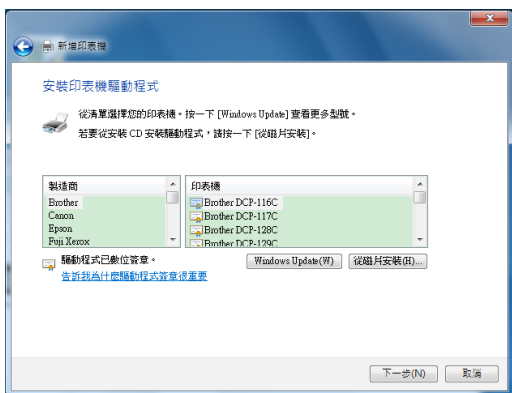 新增印表機
安裝印表機驅動程式
從清單選擇您的印表機。按一下 [Windows Update] 查看更多型號。
若要從安裝 CD 安裝驅動程式，請按一下 [從磁片安裝]。
製造商
Brother
Canon
Epson
Fuji Xerox
印表機
Brother DCP-116C
Brother DCP-117C
Brother DCP-128C
Brother DCP-129C
驅動程式已數位簽章。
告訴我為什麼驅動程式簽章很重要
Windows Update(W)
從磁片安裝(H)...
下一步(N)
取消